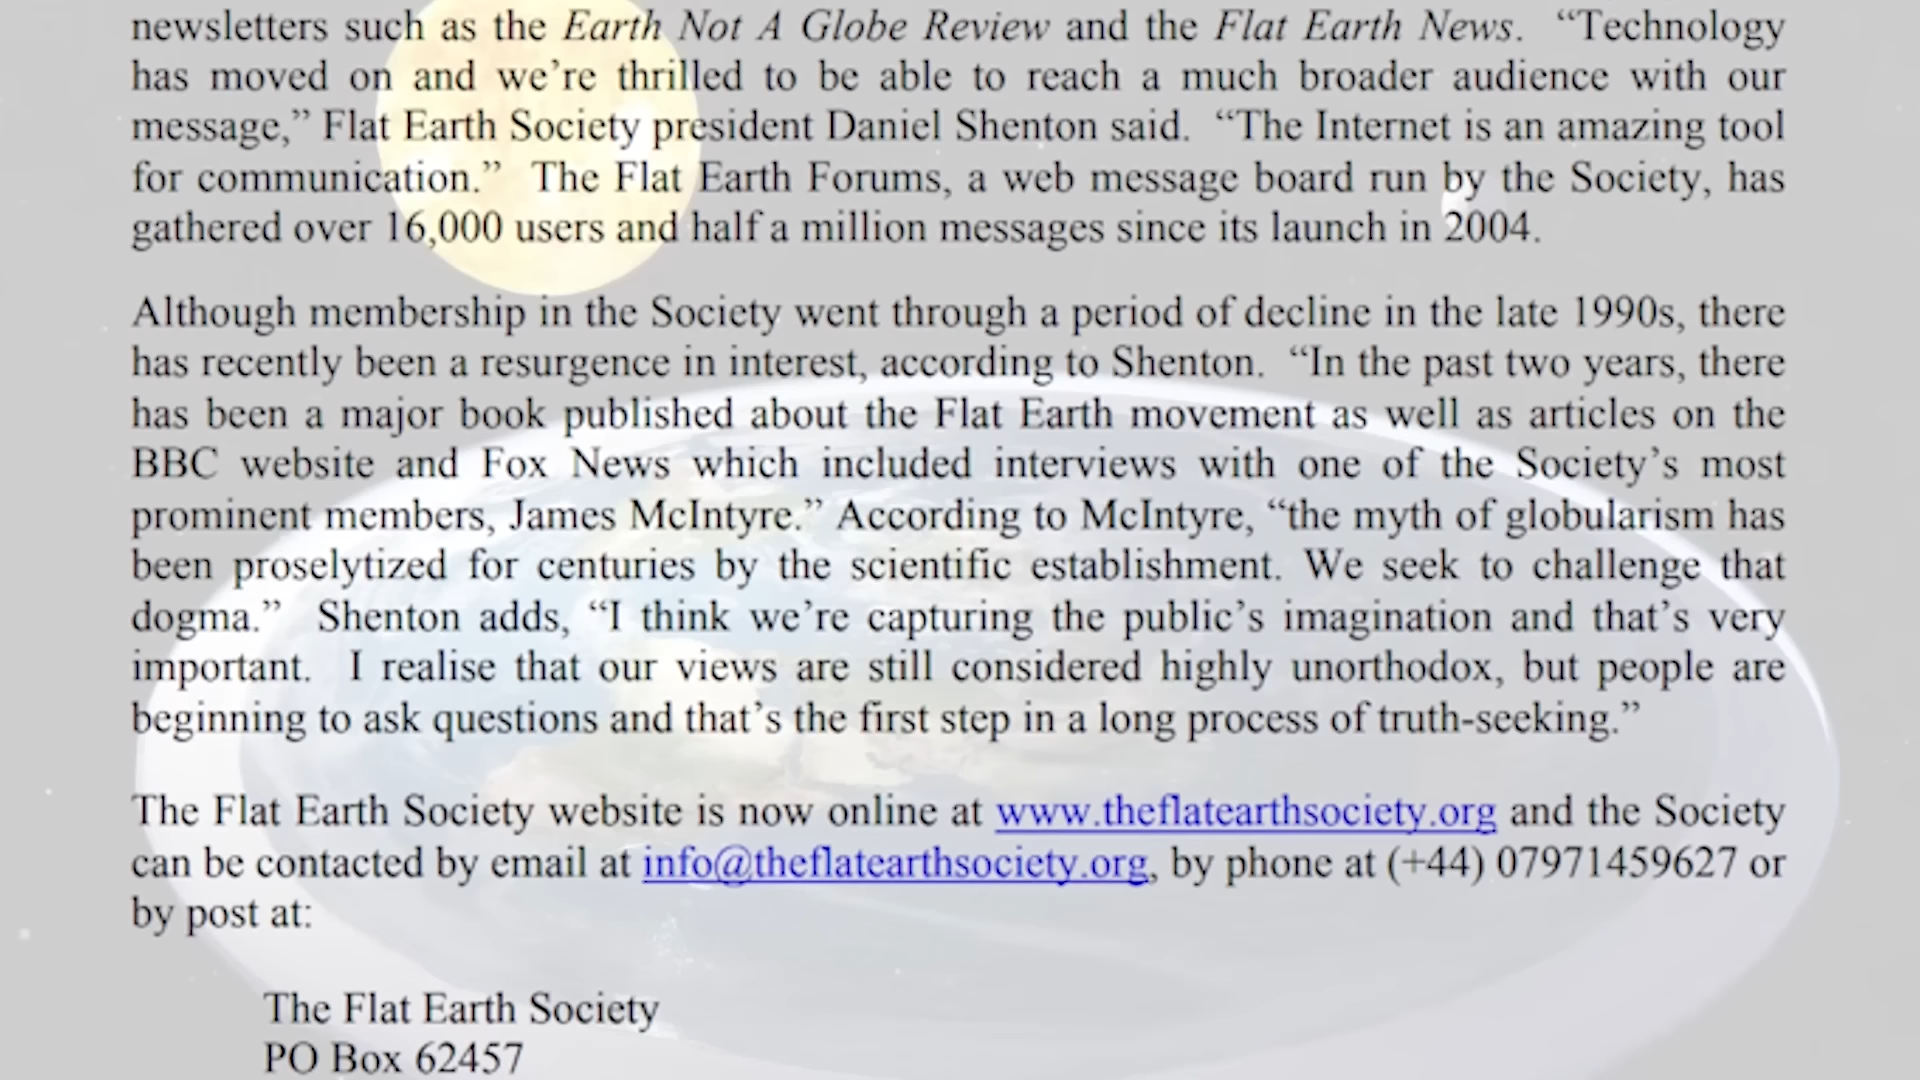 newsletters such as the Earth Not A Globe Review and the Flat Earth News. “Technology
has moved on and we’re thrilled to be able to reach a much broader audience with our
message,” Flat Earth Society president Daniel Shenton said. “The Internet is an amazing tool
for communication.” The Flat Earth Forums, a web message board run by the Society, has
gathered over 16,000 users and half a million messages since its launch in 2004.
Although membership in the Society went through a period of decline in the late 1990s, there
has recently been a resurgence in interest, according to Shenton. “In the past two years, there
has been a major book published about the Flat Earth movement as well as articles on the
BBC website and Fox News which included interviews with one of the Society’s most
prominent members, James McIntyre.” According to McIntyre, “the myth of globularism has
been proselytized for centuries by the scientific establishment. We seek to challenge that
dogma.” Shenton adds, “I think we’re capturing the public’s imagination and that’s very
important. I realise that our views are still considered highly unorthodox, but people are
beginning to ask questions and that’s the first step in a long process of truth-seeking.”
The Flat Earth Society website is now online at www.theflatearthsociety.org and the Society
can be contacted by email at info@theflatearthsociety.org, by phone at (+44) 07971459627 or
by post at:
The Flat Earth Society
PO Box 62457